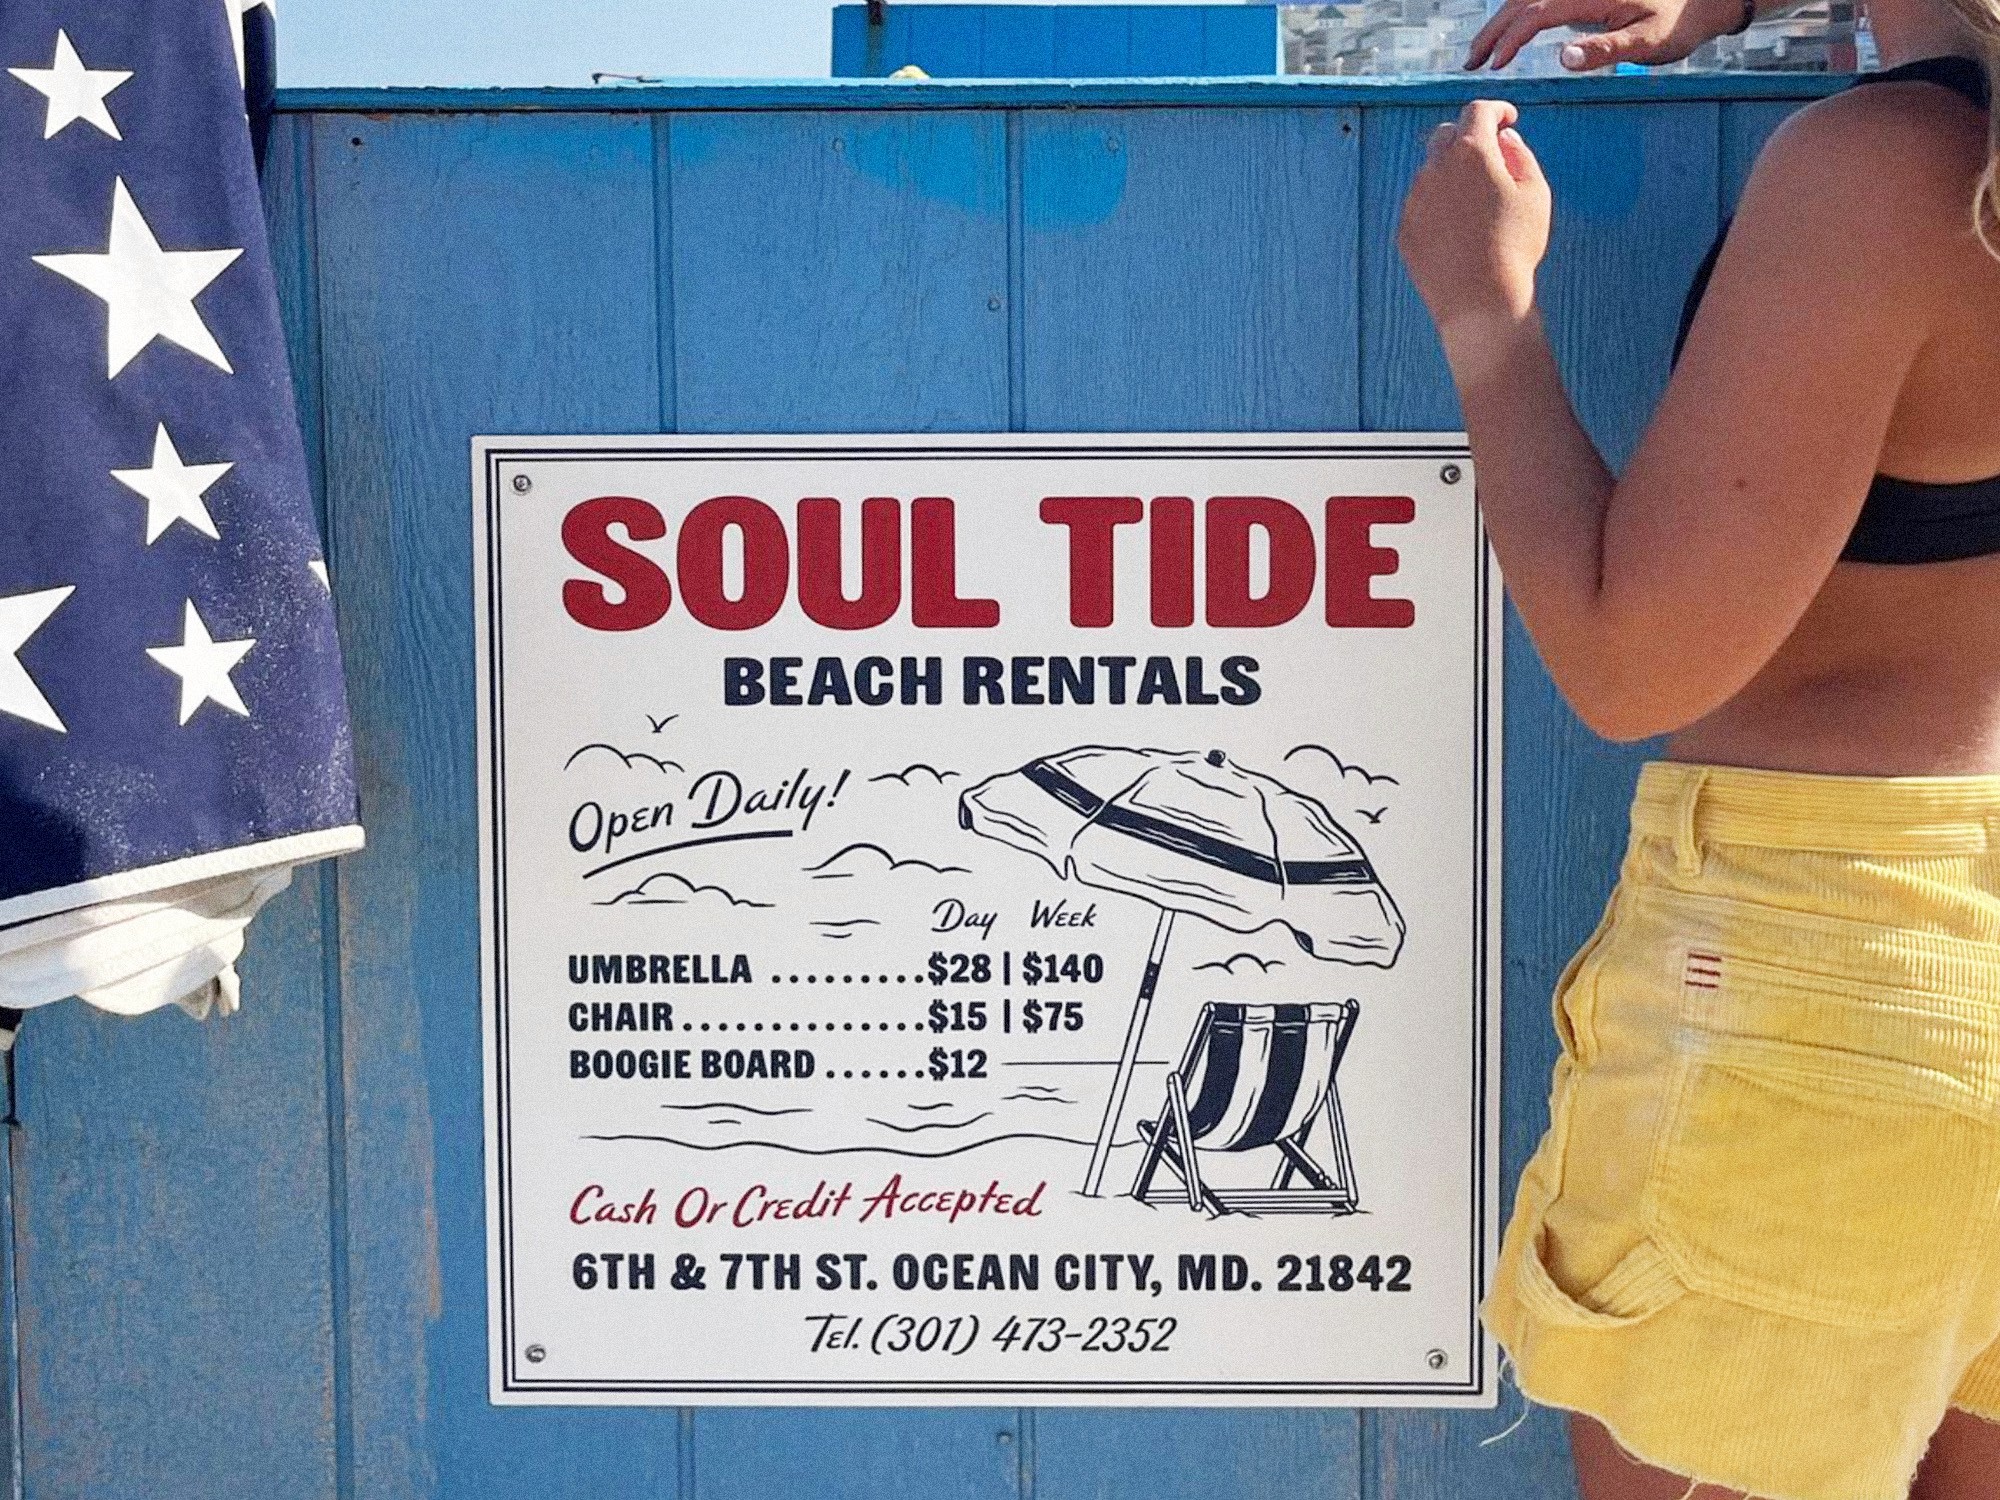 SOUL TIDE
BEACH RENTALS
Open Daily!
Day Week
UMBRELLA .........$28 | $140
CHAIR..............$15 | $75
BOOGIE BOARD ......$12
Cash Or Credit Accepted
6TH & 7TH ST. OCEAN CITY, MD. 21842
Tel. (301) 473-2352